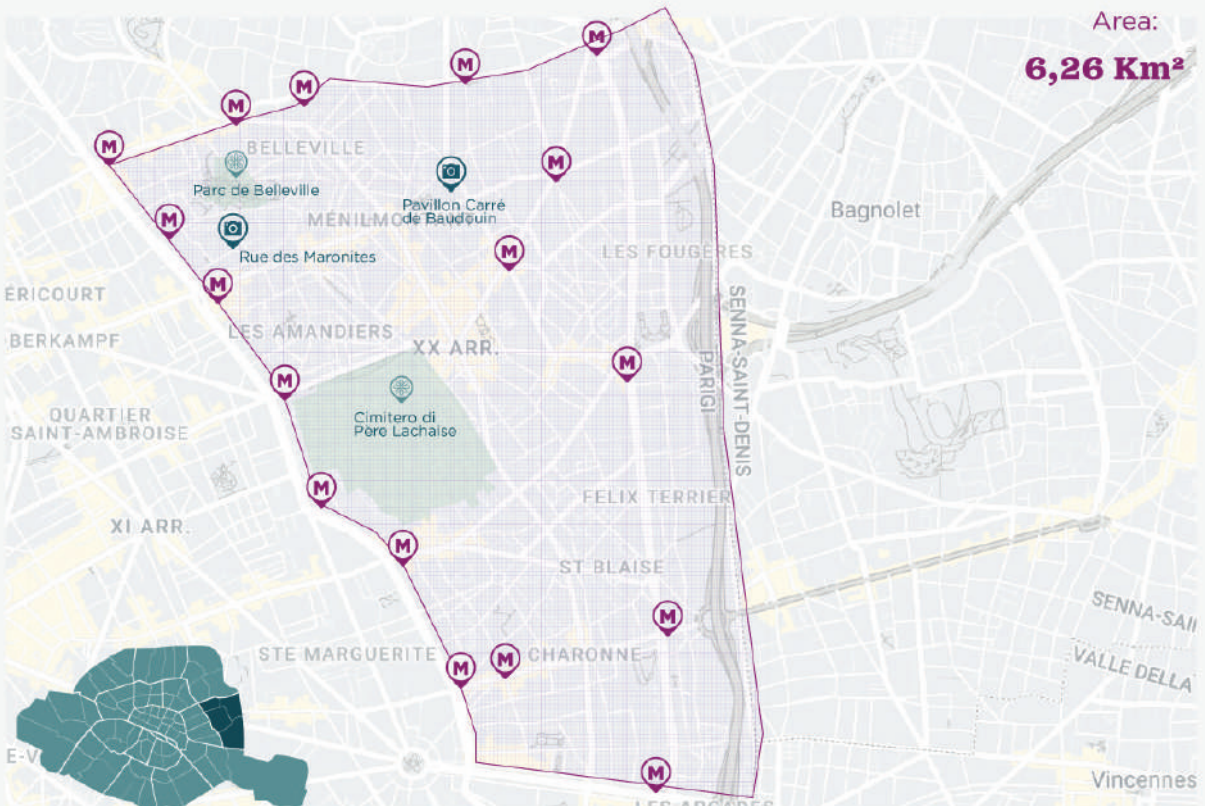 Area:
6,26 Km²
M
M
M
M
M
BELLEVILLE
M
Parc de Belleville
Pavillon Carré
de Baudouin
Bagnolet
MÉNILMO
M
Rue des Maronites
M
LES FOUGÈRES
M
ÉRICOURT
LES AMANDIERS
BERKAMPF
XX ARR.
SENNA-SAINT-DENIS
PARIGI
M
M
QUARTIER
SAINT-AMBROISE
Cimitero di
Père Lachaise
M
FELIX TERRIER
XI ARR.
M
ST BLAISE
M
SENNA-SAI
STE MARGUERITE
M
M
CHARONNE
VALLE DELLA
E-V
M
Vincennes